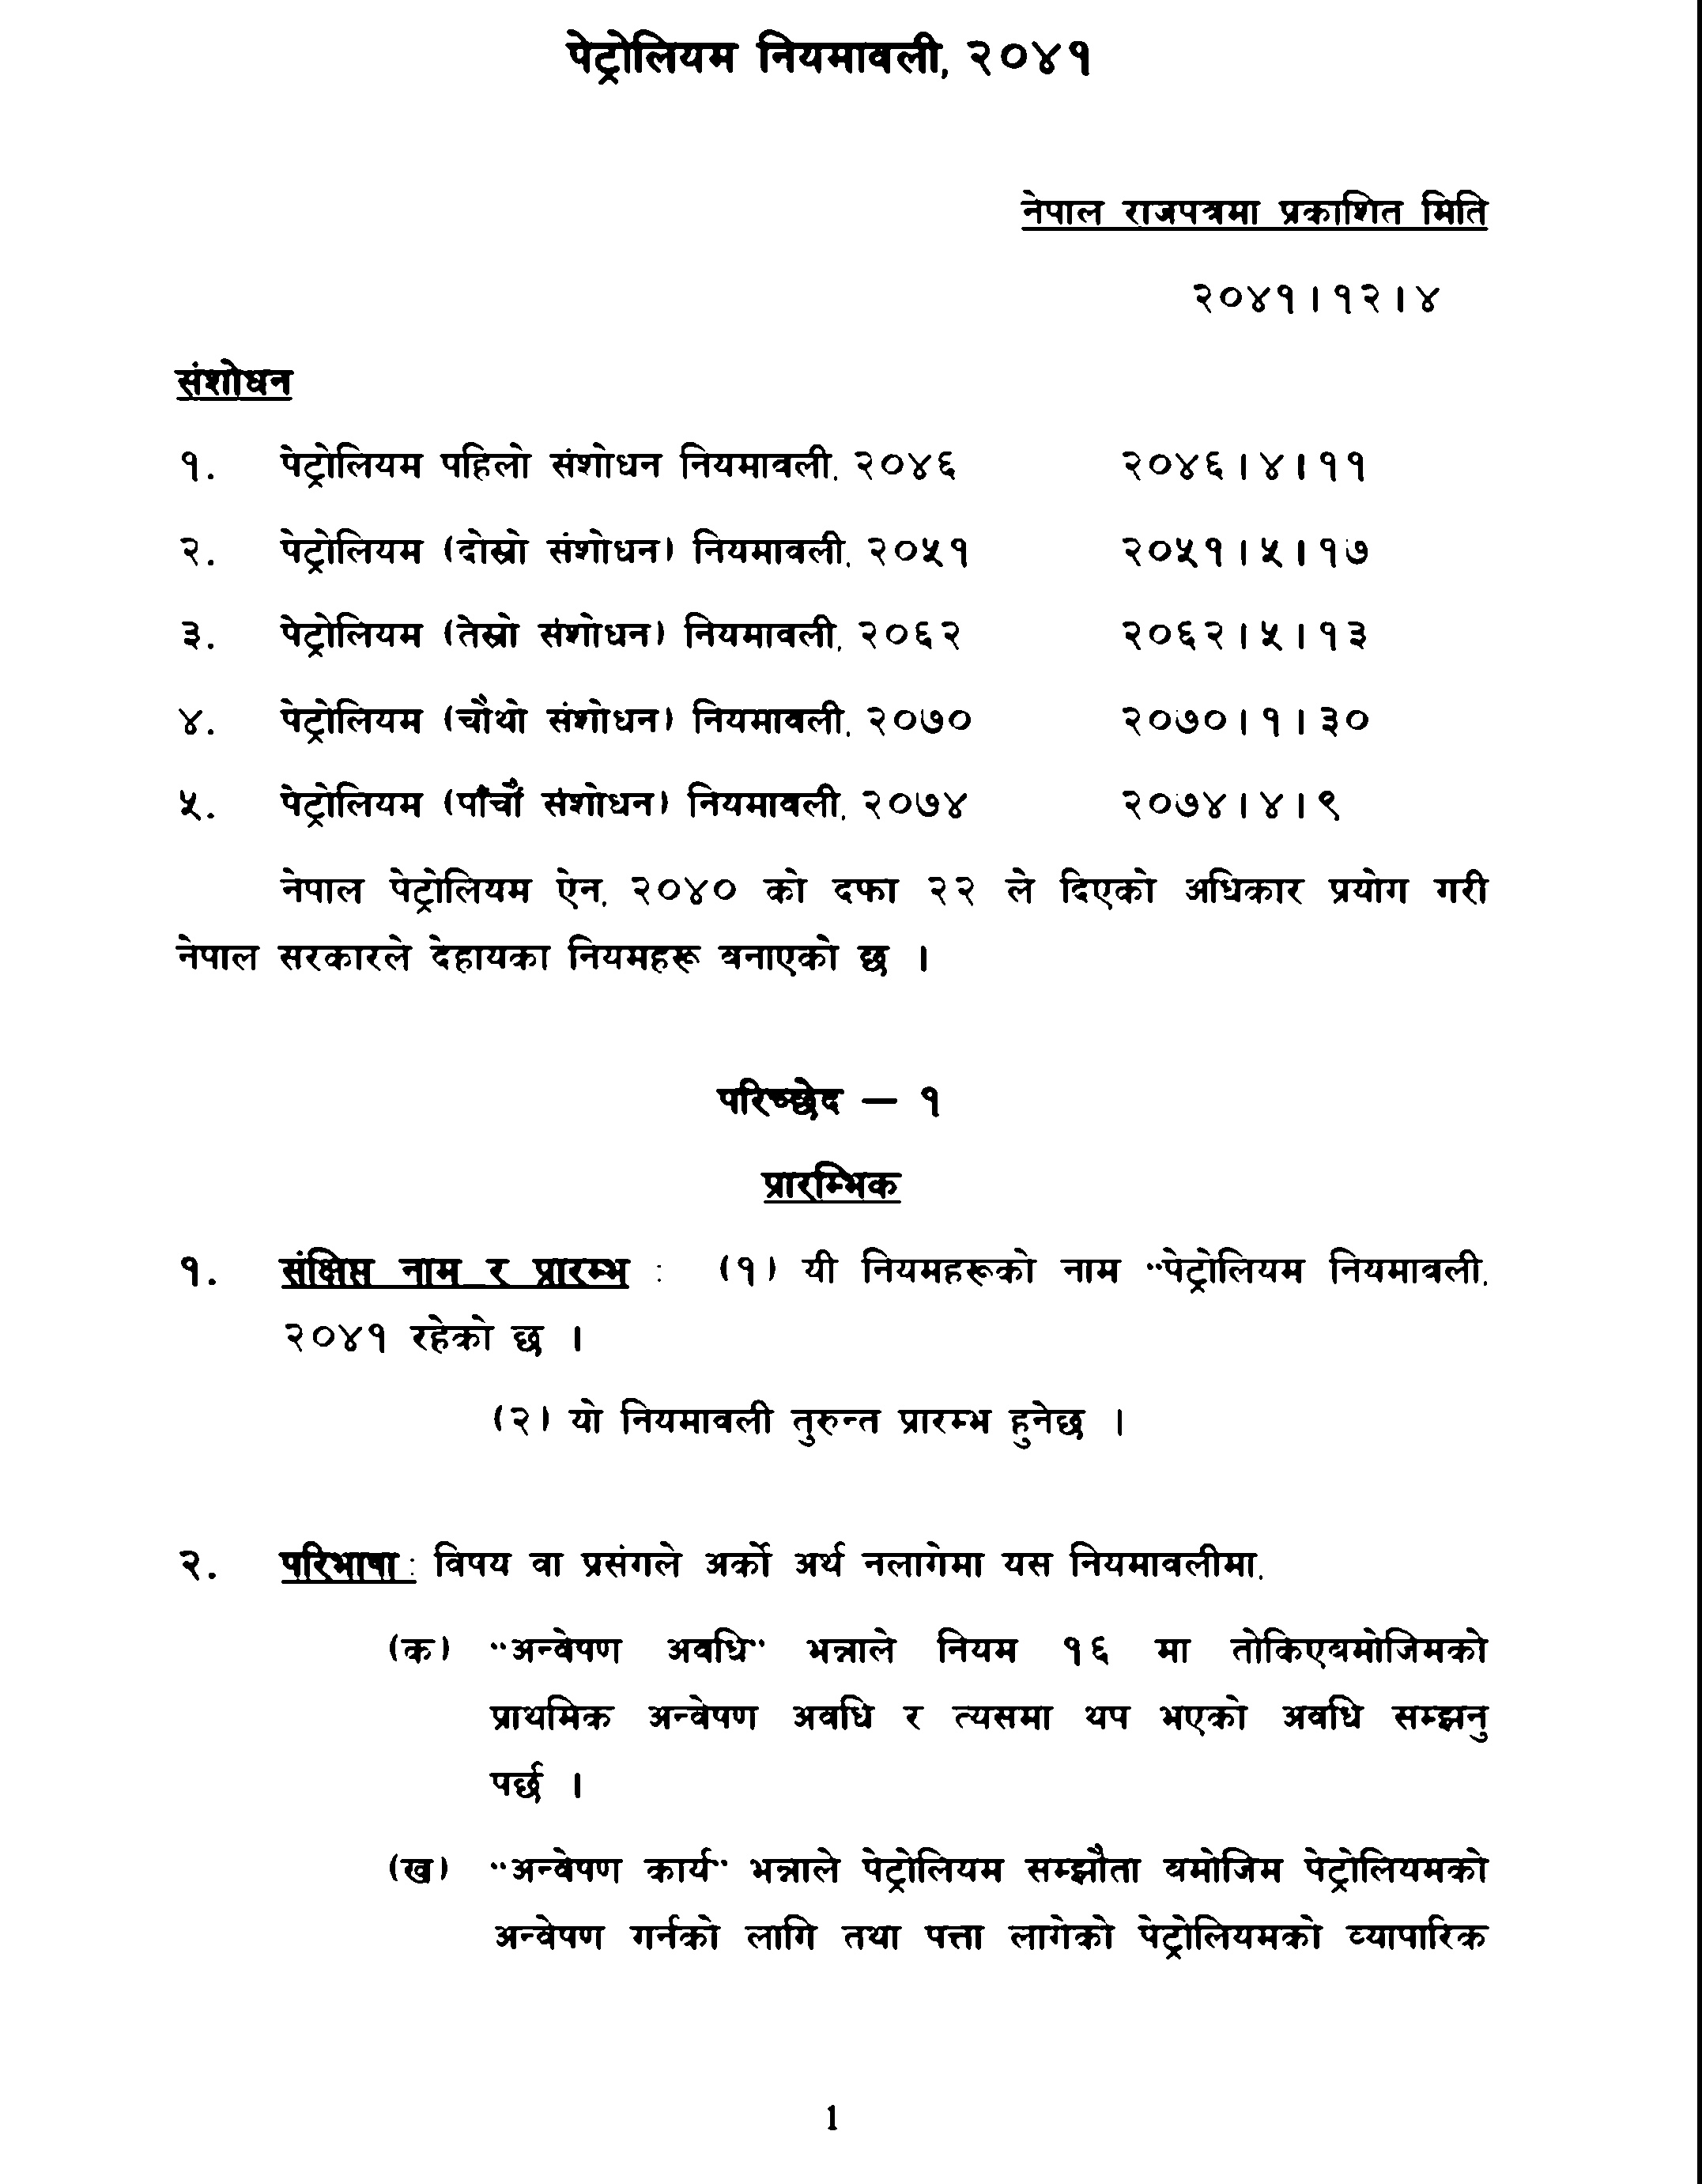 पेट्रोलियम नियमावली, २०४१
नेपाल राजपत्रमा प्रकाशित मिति
२०४१।१२।४
संशोधन
१. पेट्रोलियम पहिलो संशोधन नियमावली, २०४६ २०४६।४।११
२. पेट्रोलियम (दोस्रो संशोधन) नियमावली, २०५१ २०५१।५।१७
३. पेट्रोलियम (तेस्रो संशोधन) नियमावली, २०६२ २०६२।५।१३
४. पेट्रोलियम (चौथो संशोधन) नियमावली, २०७० २०७०।१।३०
५. पेट्रोलियम (पाँचौं संशोधन) नियमावली, २०७४ २०७४।४।९
नेपाल पेट्रोलियम ऐन, २०४० को दफा २२ ले दिएको अधिकार प्रयोग गरी
नेपाल सरकारले देहायका नियमहरू बनाएको छ ।
परिच्छेद — १
प्रारम्भिक
१. संक्षिप्त नाम र प्रारम्भ : (१) यी नियमहरूको नाम "पेट्रोलियम नियमावली,
२०४१ रहेको छ ।
(२) यो नियमावली तुरुन्त प्रारम्भ हुनेछ ।
२. परिभाषा : विषय वा प्रसंगले अर्को अर्थ नलागेमा यस नियमावलीमा,
(क) "अन्वेषण अवधि" भन्नाले नियम १६ मा तोकिएबमोजिमको
प्राथमिक अन्वेषण अवधि र त्यसमा थप भएको अवधि सम्झनु
पर्छ ।
(ख) "अन्वेषण कार्य" भन्नाले पेट्रोलियम सम्झौता बमोजिम पेट्रोलियमको
अन्वेषण गर्नको लागि तथा पत्ता लागेको पेट्रोलियमको व्यापारिक
1